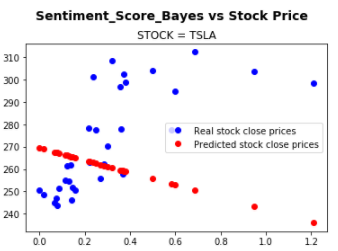 Sentiment_Score_Bayes vs Stock Price
STOCK = TSLA
310
300
290
280
270
260
250
240
Real stock close prices
Predicted stock close prices
0.0 0.2 0.4 0.6 0.8 1.0 1.2